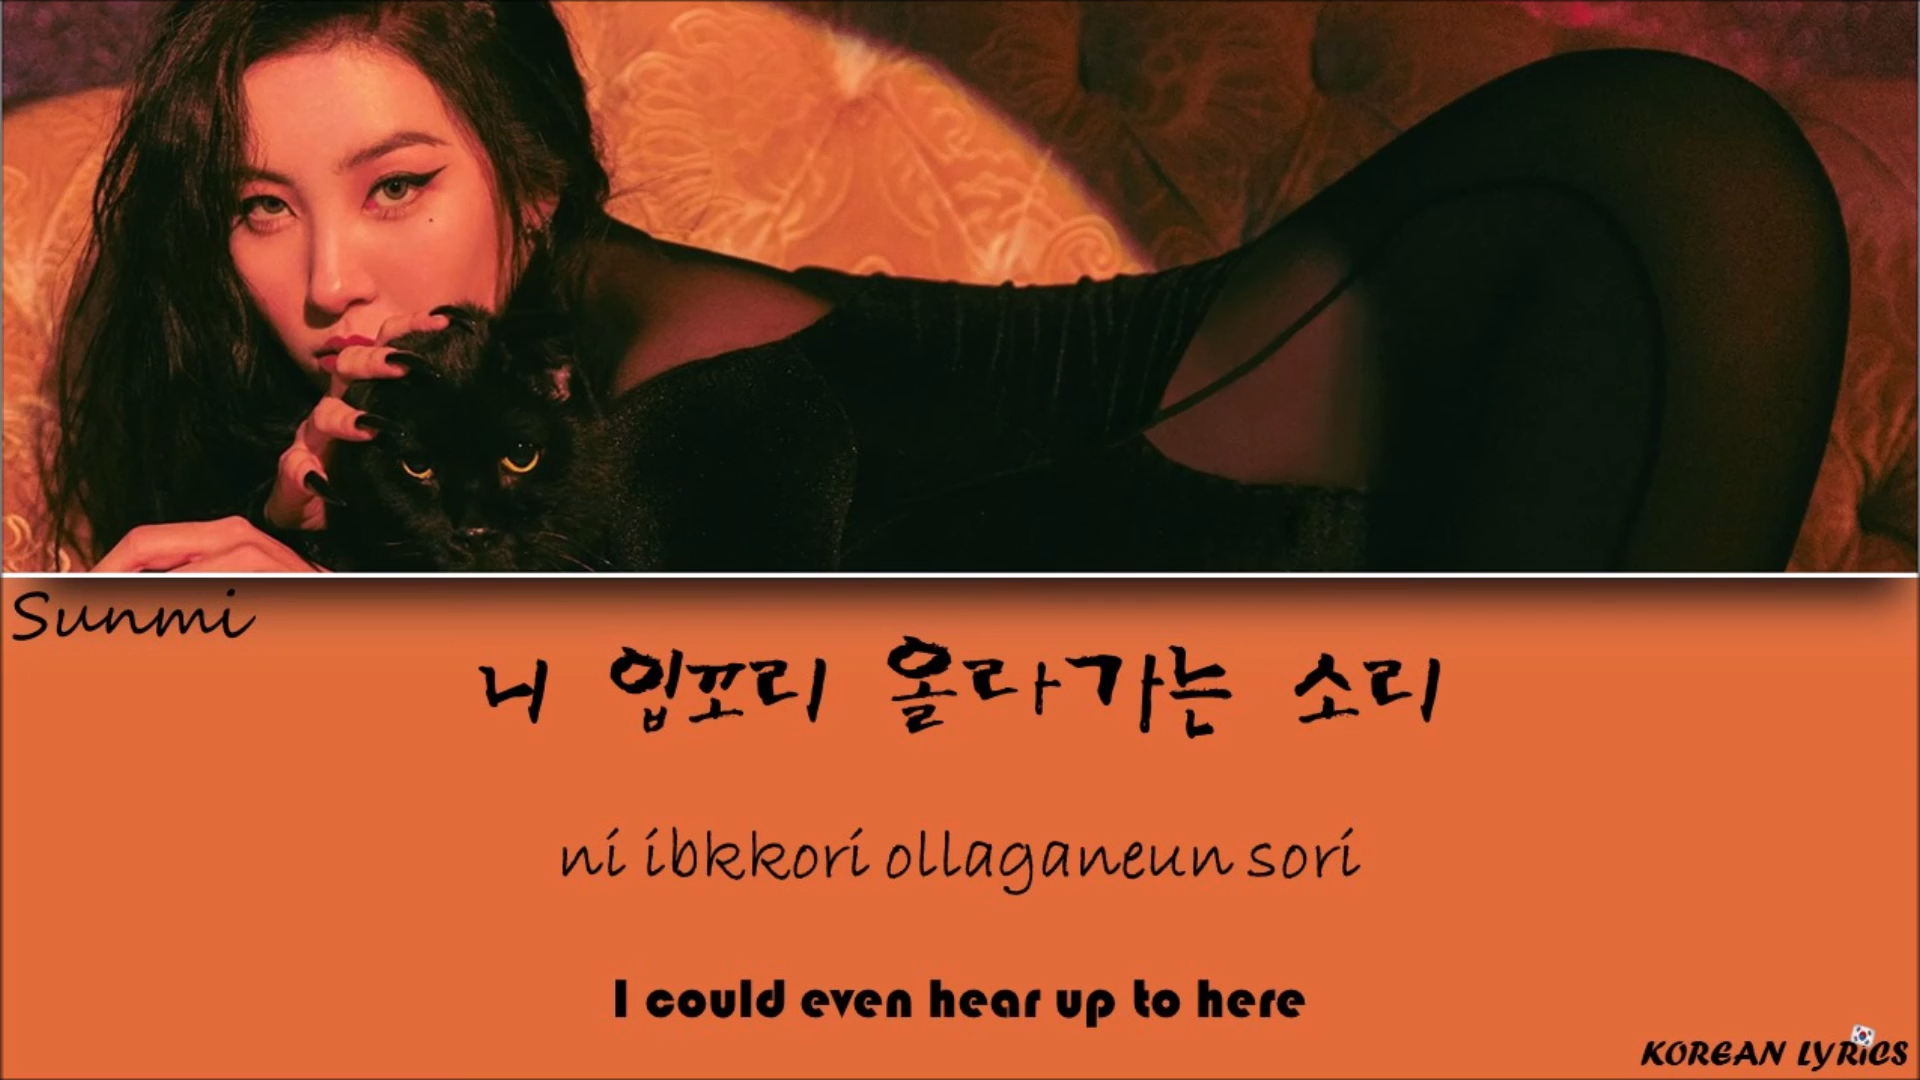 Sunmi
니 입꼬리 올라가는 소리
ni ibkkori ollaganeun sori
I could even hear up to here
KOREAN LYRICS